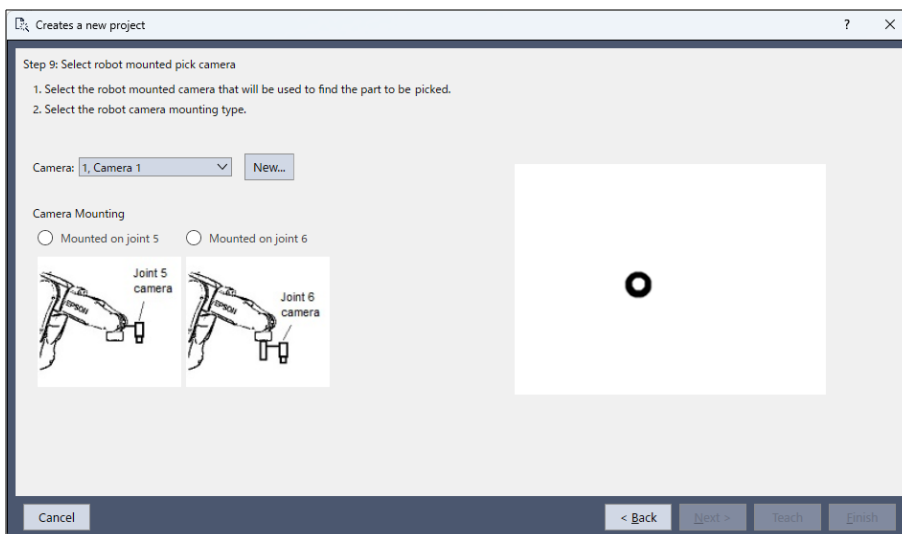 Creates a new project
?
Step 9: Select robot mounted pick camera
1. Select the robot mounted camera that will be used to find the part to be picked.
2. Select the robot camera mounting type.
Camera: 1, Camera 1
New...
Camera Mounting
Mounted on joint 5
Mounted on joint 6
Joint 5
camera
EPSON
Joint 6
camera
EPSON
Cancel
< Back
Next >
Teach
Finish